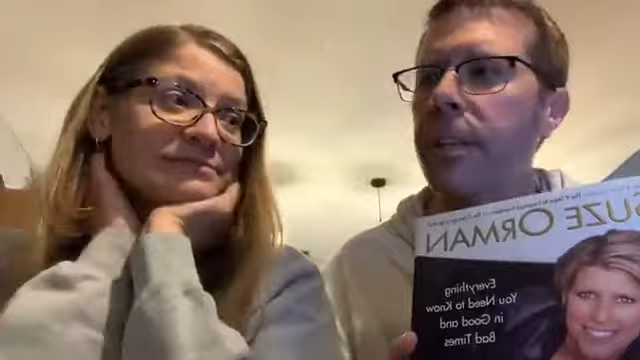 SUZE ORMAN
Everything
You Need to Know
in Good and
Bad Times